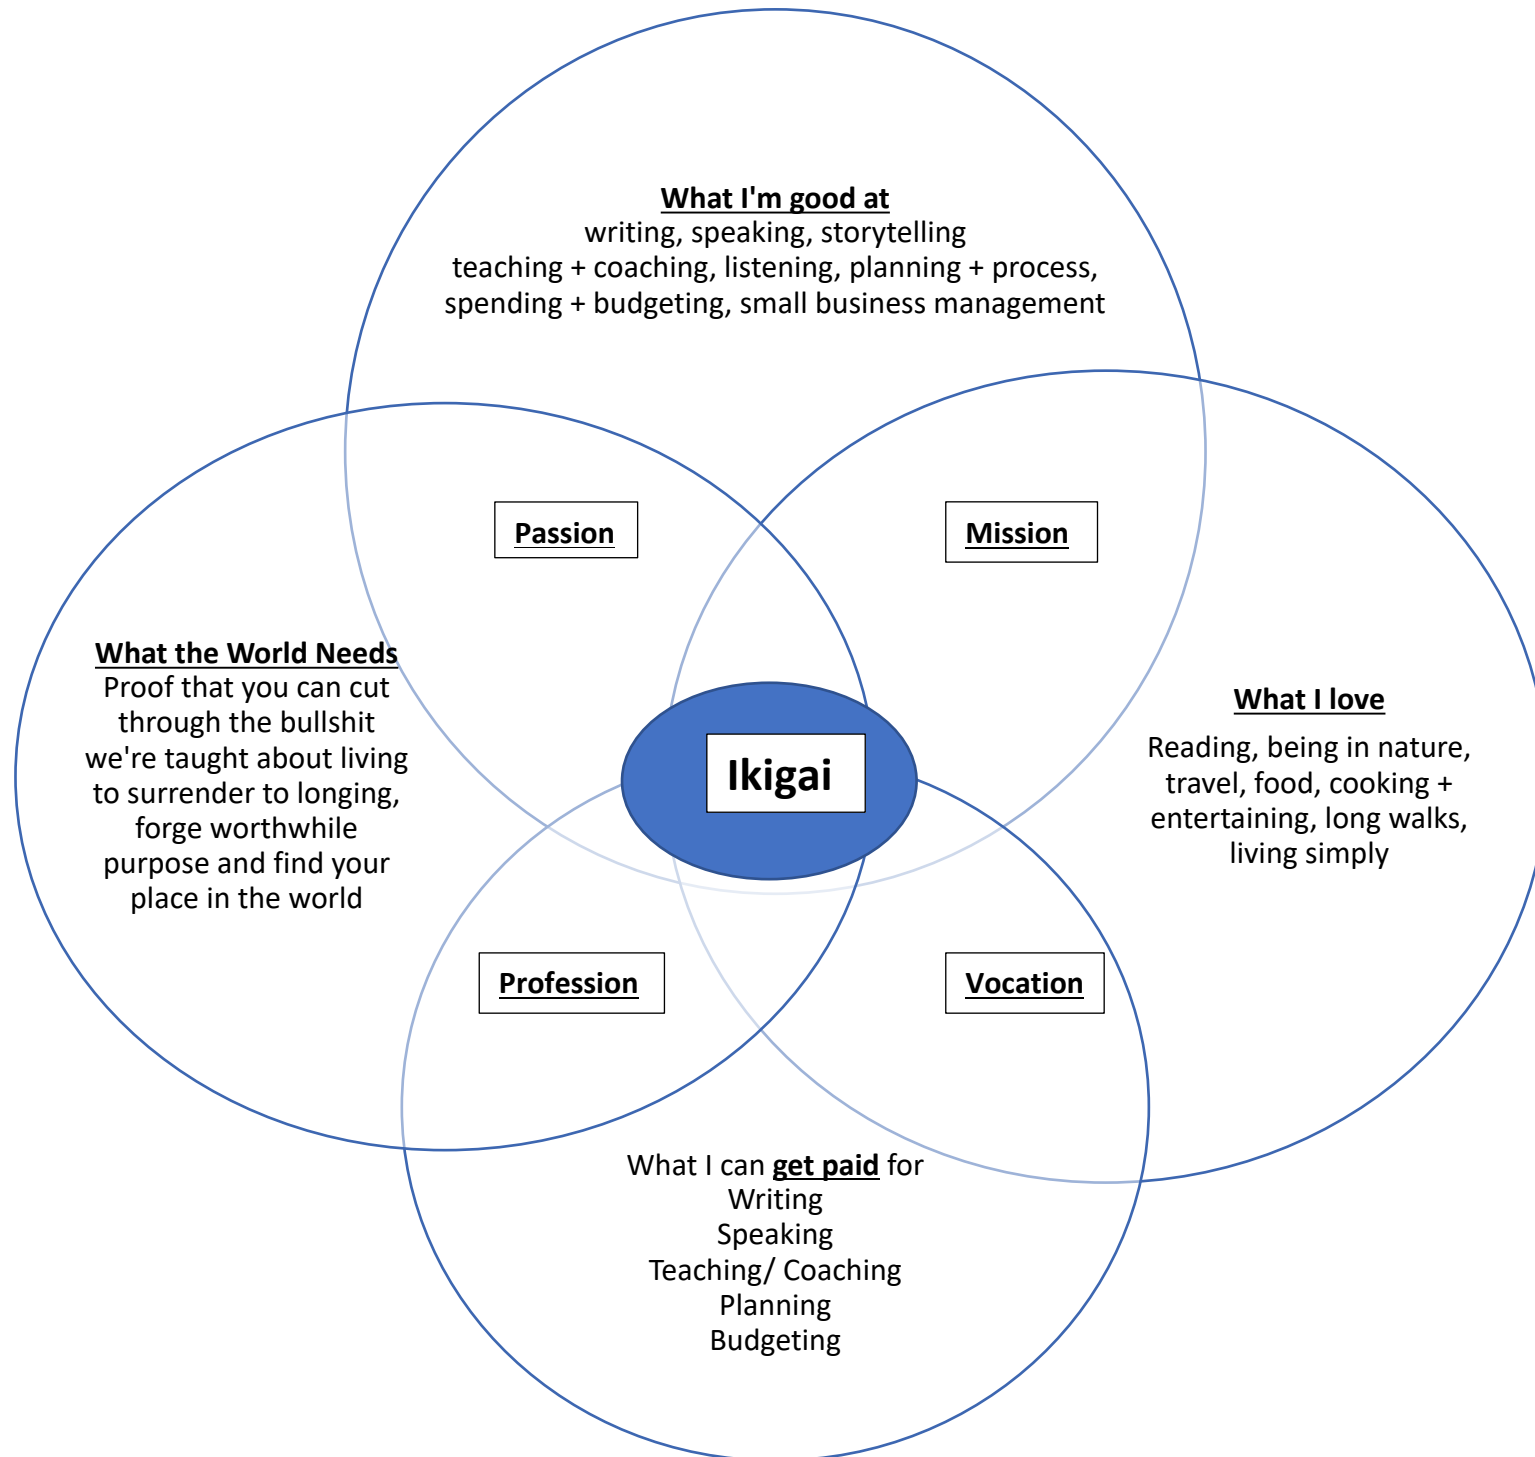 What I'm good at
writing, speaking, storytelling
teaching + coaching, listening, planning + process,
spending + budgeting, small business management
Passion
Mission
What the World Needs
Proof that you can cut
through the bullshit
we're taught about living
to surrender to longing,
forge worthwhile
purpose and find your
place in the world
Ikigai
What I love
Reading, being in nature,
travel, food, cooking +
entertaining, long walks,
living simply
Profession
Vocation
What I can get paid for
Writing
Speaking
Teaching/ Coaching
Planning
Budgeting